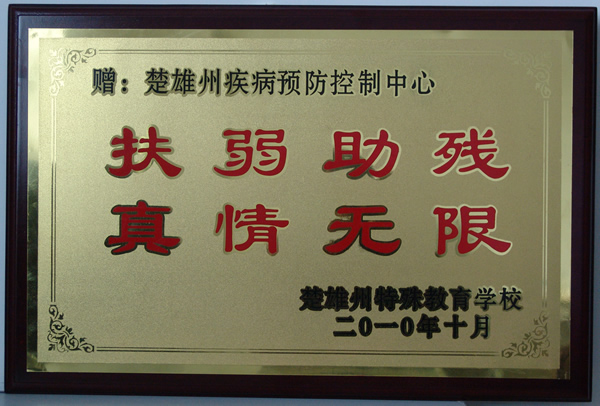 赠：楚雄州疾病预防控制中心
扶弱助残
真情无限
楚雄州特殊教育学校
二〇一〇年十月